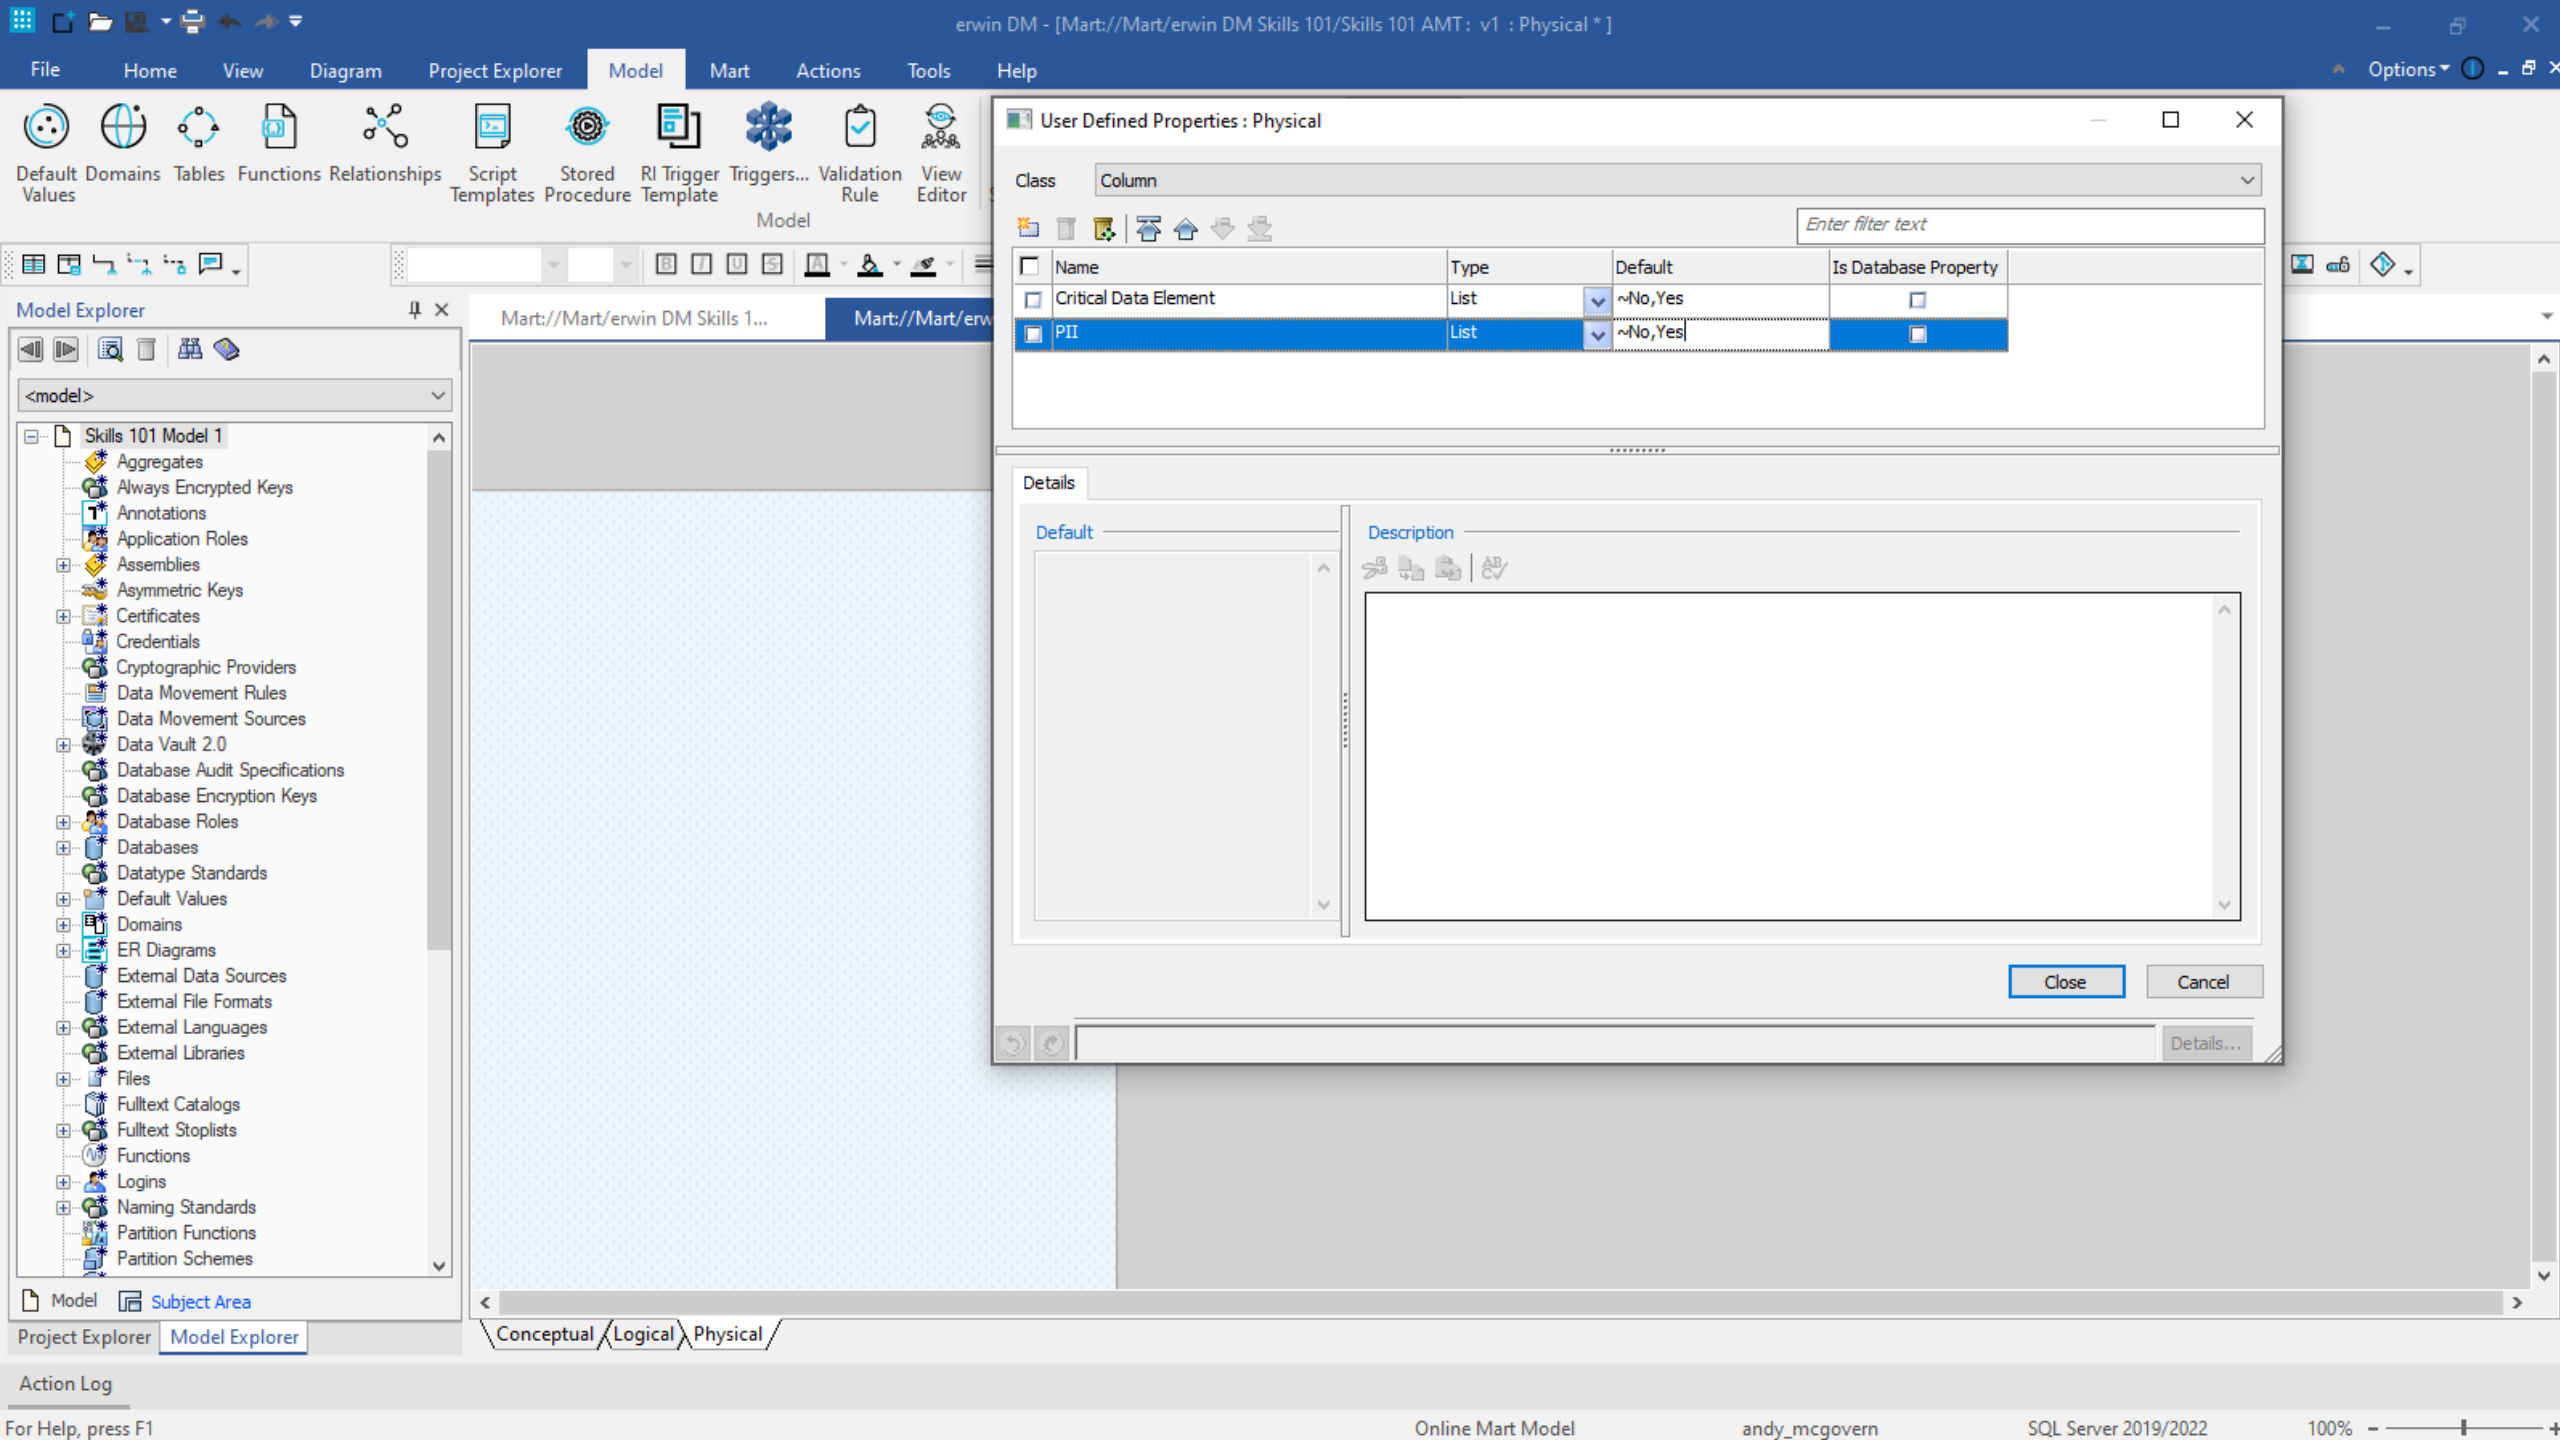 erwin DM - [Mart://Mart/erwin DM Skills 101/Skills 101 AMT : v1 : Physical * ]
File Home View Diagram Project Explorer Model Mart Actions Tools Help Options
Default Values
Domains
Tables
Functions
Relationships
Script Templates
Stored Procedure
RI Trigger Template
Triggers...
Validation Rule
View Editor
Model
User Defined Properties : Physical
Class Column
Enter filter text
Name Type Default Is Database Property
Critical Data Element List ~No,Yes
PII List ~No,Yes
Details
Default
Description
Close Cancel
Details...
Model Explorer
Mart://Mart/erwin DM Skills 1...
Mart://Mart/erw
<model>
Skills 101 Model 1
Aggregates
Always Encrypted Keys
Annotations
Application Roles
Assemblies
Asymmetric Keys
Certificates
Credentials
Cryptographic Providers
Data Movement Rules
Data Movement Sources
Data Vault 2.0
Database Audit Specifications
Database Encryption Keys
Database Roles
Databases
Datatype Standards
Default Values
Domains
ER Diagrams
External Data Sources
External File Formats
External Languages
External Libraries
Files
Fulltext Catalogs
Fulltext Stoplists
Functions
Logins
Naming Standards
Partition Functions
Partition Schemes
Model Subject Area
Project Explorer Model Explorer
Conceptual Logical Physical
Action Log
For Help, press F1 Online Mart Model andy_mcgovern SQL Server 2019/2022 100%